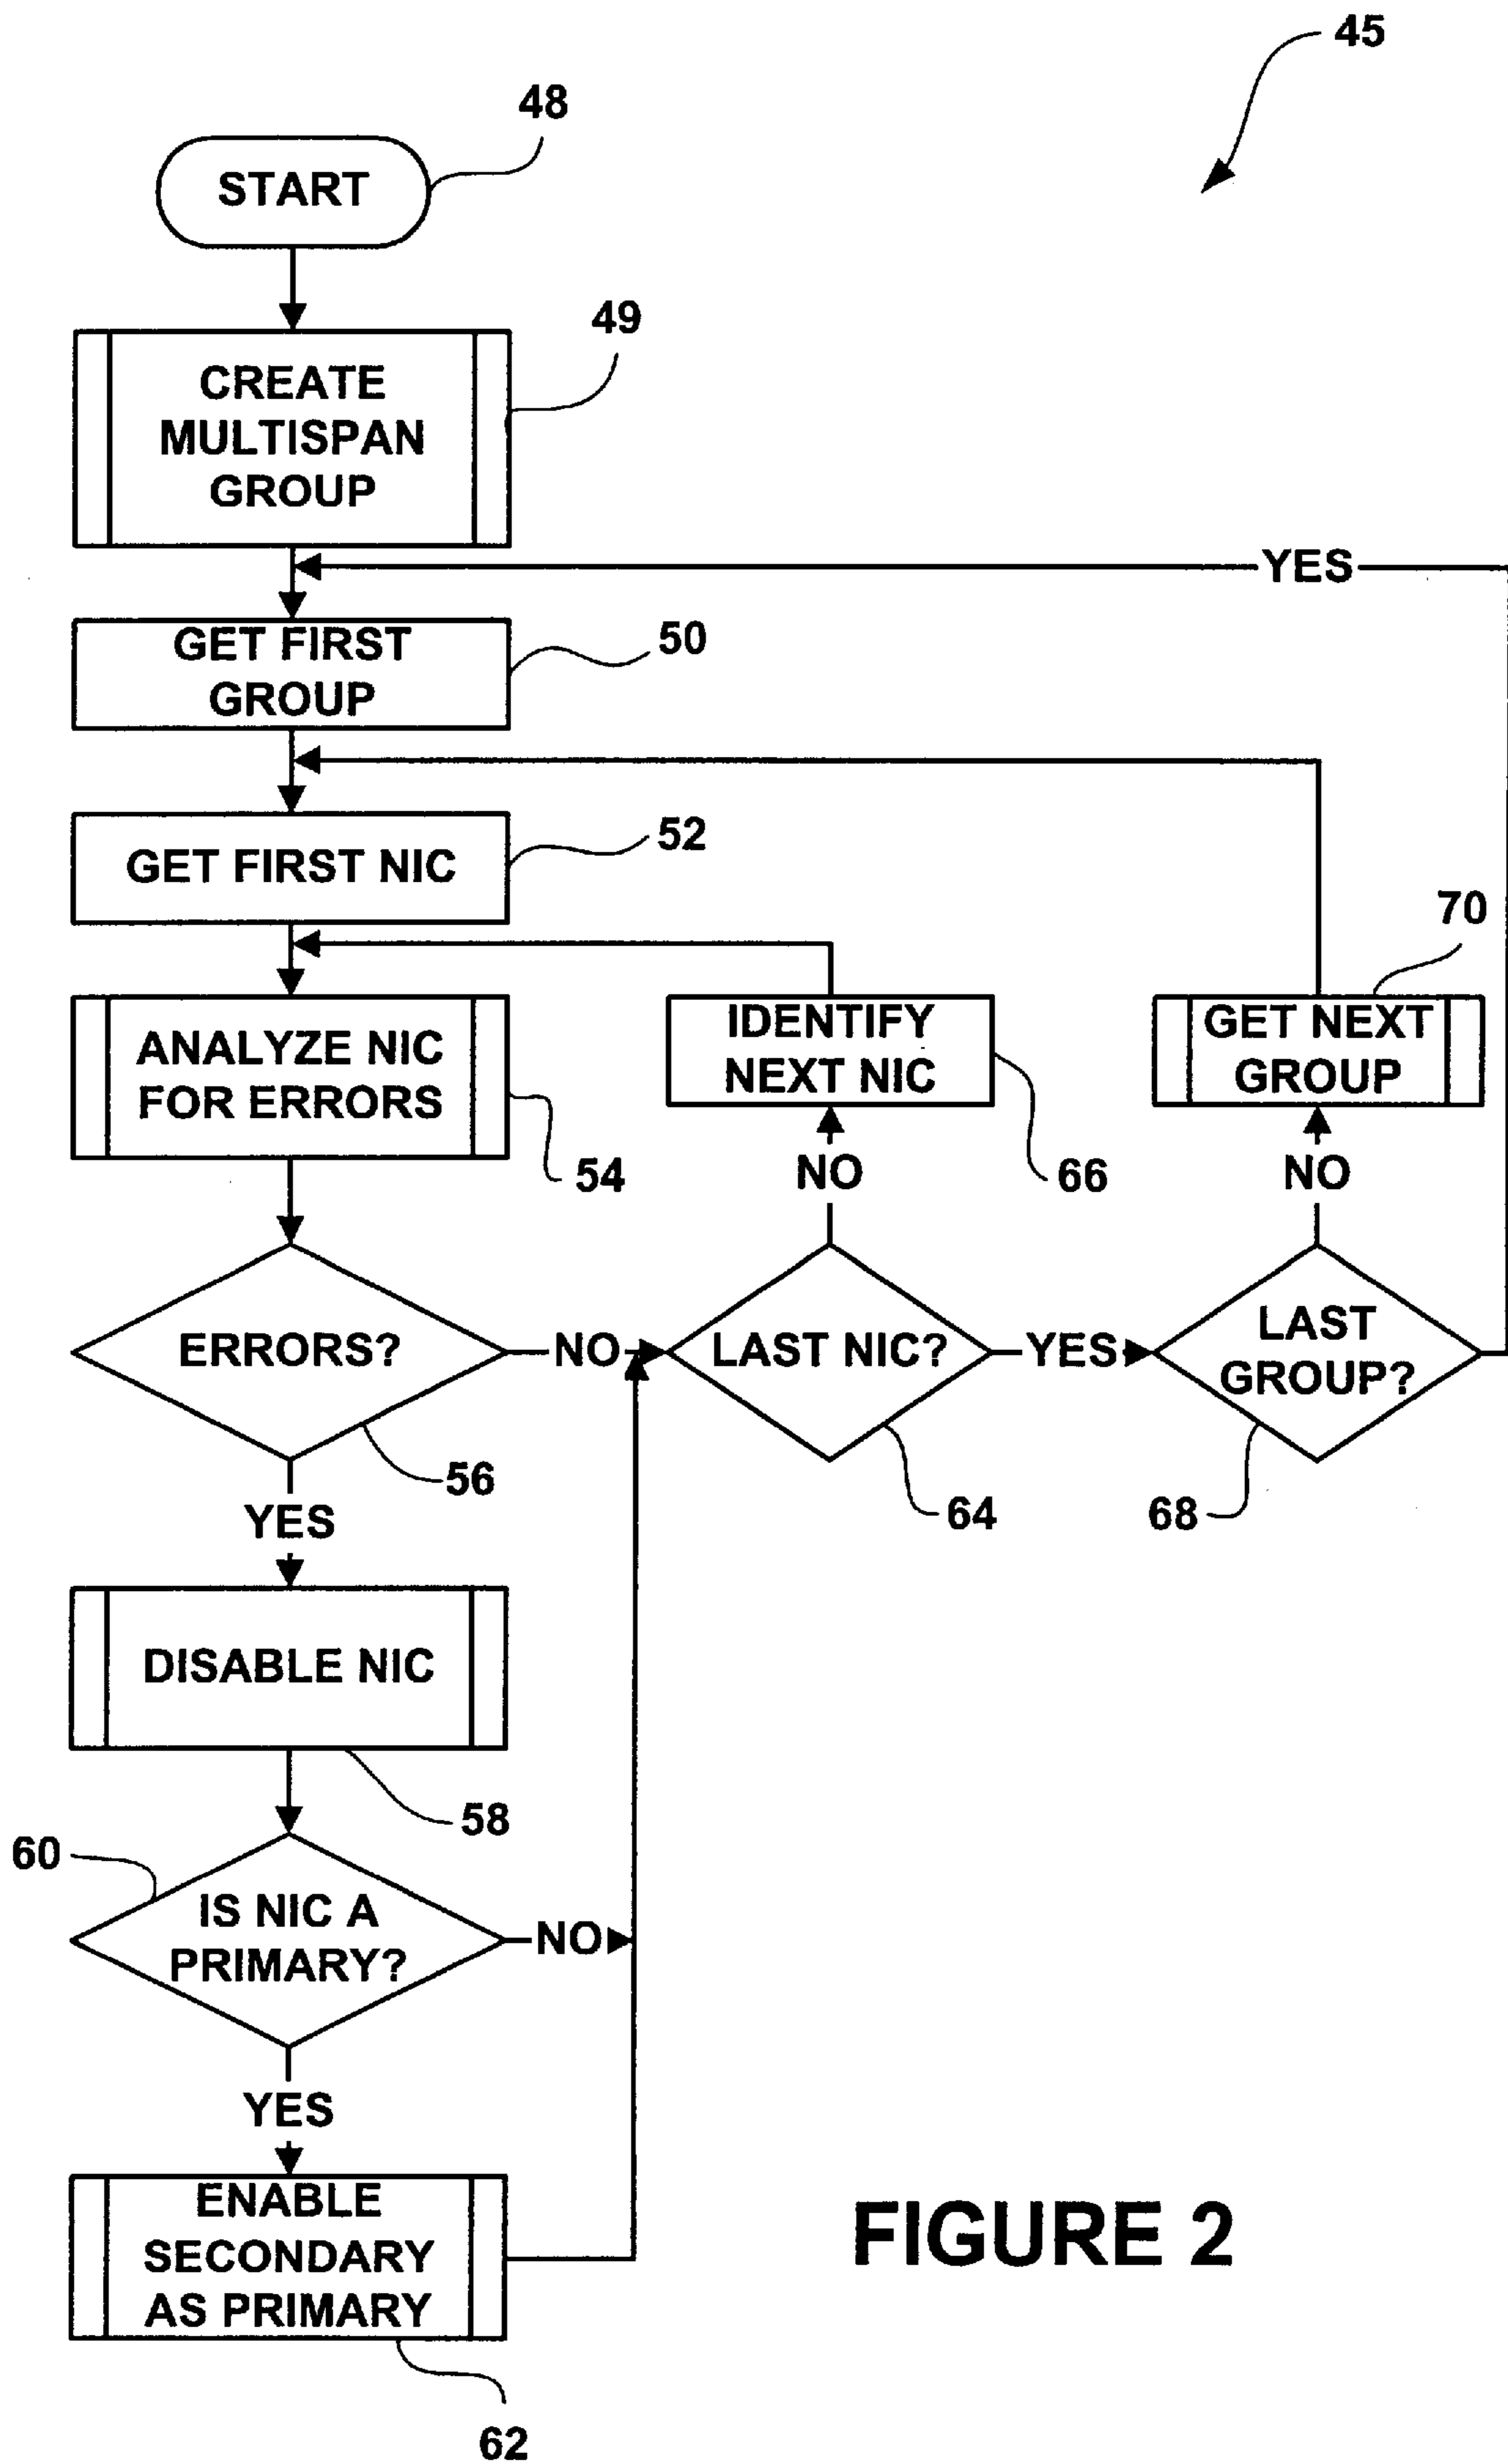 45
48
START
49
CREATE
MULTISPAN
GROUP
YES
GET FIRST
GROUP
50
GET FIRST NIC
52
70
ANALYZE NIC
FOR ERRORS
IDENTIFY
NEXT NIC
GET NEXT
GROUP
54
NO
66
NO
ERRORS?
NO
LAST NIC?
YES
LAST
GROUP?
56
64
68
YES
DISABLE NIC
58
60
IS NIC A
PRIMARY?
NO
YES
ENABLE
SECONDARY
AS PRIMARY
62
FIGURE 2